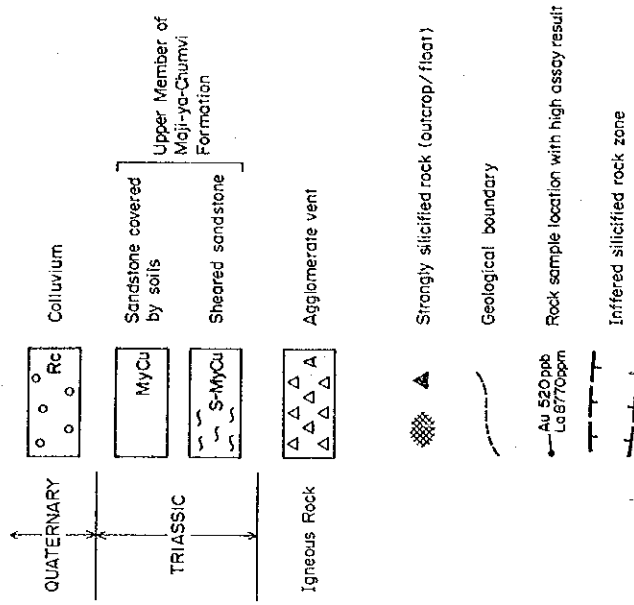 QUATERNARY
Rc
Colluvium
TRIASSIC
MyCu
Sandstone covered
by soils
S-MyCu
Sheared sandstone
Upper Member of
Maji-ya-Chumvi
Formation
Igneous Rock
Agglomerate vent
Strongly silicified rock (outcrop/float)
Geological boundary
Au 520ppb
La 8770ppm
Rock sample location with high assay result
Inffered silicified rock zone